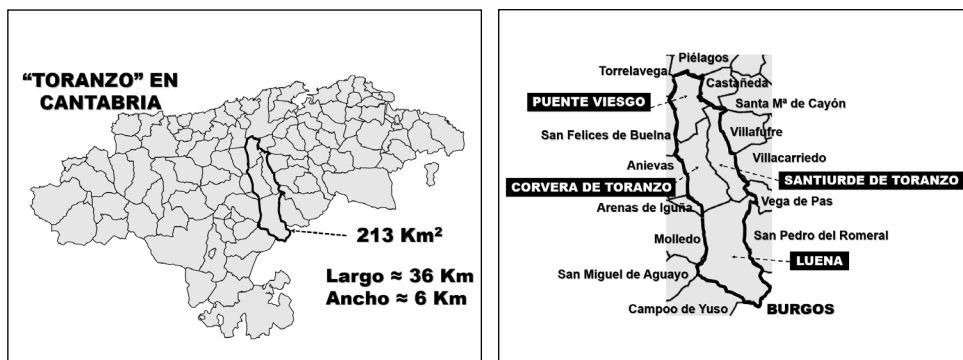 “TORANZO” EN
CANTABRIA
213 Km²
Largo ≈ 36 Km
Ancho ≈ 6 Km
Piélagos
Torrelavega
Castañeda
PUENTE VIESGO
Santa Mª de Cayón
San Felices de Buelna
Villafufre
Anievas
Villacarriedo
CORVERA DE TORANZO
SANTIURDE DE TORANZO
Arenas de Iguña
Vega de Pas
Molledo
San Pedro del Romeral
LUENA
San Miguel de Aguayo
Campoo de Yuso
BURGOS